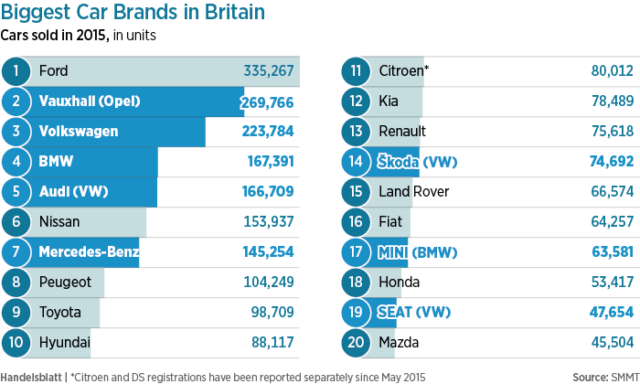 Biggest Car Brands in Britain
Cars sold in 2015, in units
1 Ford 335,267
2 Vauxhall (Opel) 269,766
3 Volkswagen 223,784
4 BMW 167,391
5 Audi (VW) 166,709
6 Nissan 153,937
7 Mercedes-Benz 145,254
8 Peugeot 104,249
9 Toyota 98,709
10 Hyundai 88,117
11 Citroen* 80,012
12 Kia 78,489
13 Renault 75,618
14 Škoda (VW) 74,692
15 Land Rover 66,574
16 Fiat 64,257
17 MINI (BMW) 63,581
18 Honda 53,417
19 SEAT (VW) 47,654
20 Mazda 45,504
Handelsblatt | *Citroen and DS registrations have been reported separately since May 2015 Source: SMMT